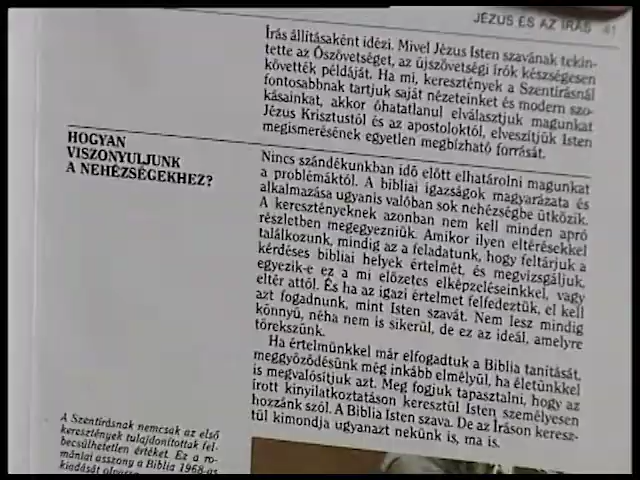 JÉZUS ÉS AZ ÍRÁS 41
Írás állításaként idézi. Mivel Jézus Isten szavának tekin-
tette az Ószövetséget, az újszövetségi írók készségesen
követték példáját. Ha mi, keresztények a Szentírásnál
fontosabbnak tartjuk saját nézeteinket és modern szo-
kásainkat, akkor óhatatlanul elválasztjuk magunkat
Jézus Krisztustól és az apostoloktól, elveszítjük Isten
megismerésének egyetlen megbízható forrását.
HOGYAN
VISZONYULJUNK
A NEHÉZSÉGEKHEZ?
Nincs szándékunkban idő előtt elhatárolni magunkat
a problémáktól. A bibliai igazságok magyarázata és
alkalmazása ugyanis valóban sok nehézségbe ütközik.
A keresztényeknek azonban nem kell minden apró
részletben megegyezniük. Amikor ilyen eltérésekkel
találkozunk, mindig az a feladatunk, hogy feltárjuk a
kérdéses bibliai helyek értelmét, és megvizsgáljuk,
egyezik-e ez a mi előzetes elképzeléseinkkel, vagy
eltér attól. És ha az igazi értelmet felfedeztük, el kell
azt fogadnunk, mint Isten szavát. Nem lesz mindig
könnyű, néha nem is sikerül, de ez az ideál, amelyre
törekszünk.
Ha értelmünkkel már elfogadtuk a Biblia tanítását,
meggyőződésünk még inkább elmélyül, ha életünkkel
is megvalósítjuk azt. Meg fogjuk tapasztalni, hogy az
írott kinyilatkoztatáson keresztül Isten személyesen
hozzánk szól. A Biblia Isten szava. De az Íráson keresz-
tül kimondja ugyanazt nekünk is, ma is.
A Szentírásnak nemcsak az első
keresztények tulajdonítottak fel-
becsülhetetlen értéket. Ez a ro-
mániai asszony a Biblia 1968-as
kiadását